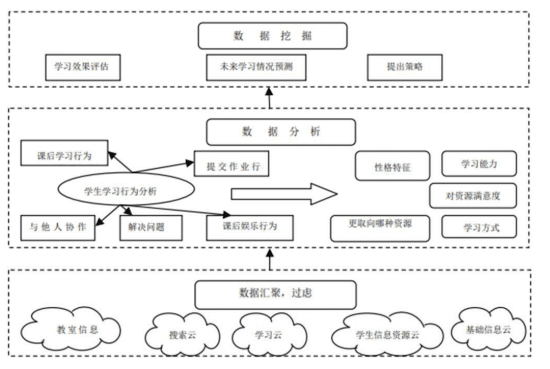 数 据 挖 掘
学习效果评估
未来学习情况预测
提出策略
数 据 分 析
课后学习行为
提交作业行
学生学习行为分析
与他人协作
解决问题
课后娱乐行为
性格特征
学习能力
对资源满意度
更取向哪种资源
学习方式
数据汇聚，过虑
教室信息
搜索云
学习云
学生信息资源云
基础信息云